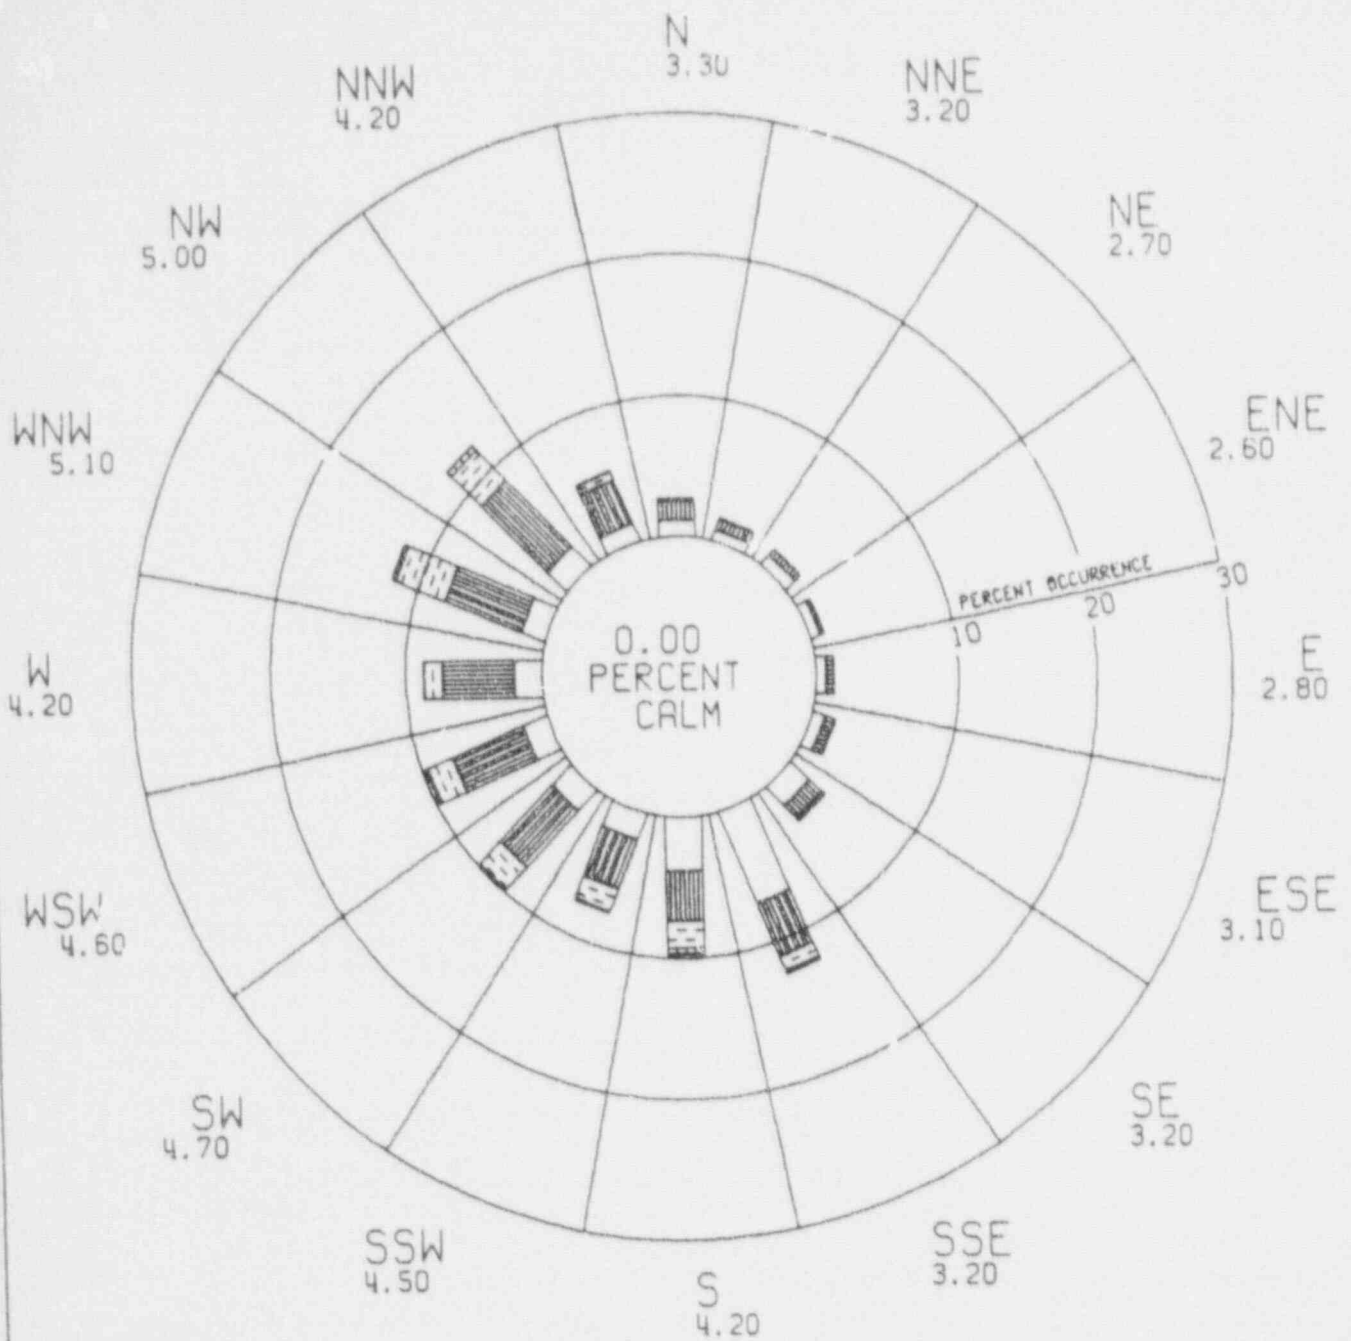 N
3.30
NNE
3.20
NE
2.70
ENE
2.60
E
2.80
ESE
3.10
SE
3.20
SSE
3.20
S
4.20
SSW
4.50
SW
4.70
WSW
4.60
W
4.20
WNW
5.10
NW
5.00
NNW
4.20
PERCENT OCCURRENCE
10
20
30
0.00
PERCENT
CALM